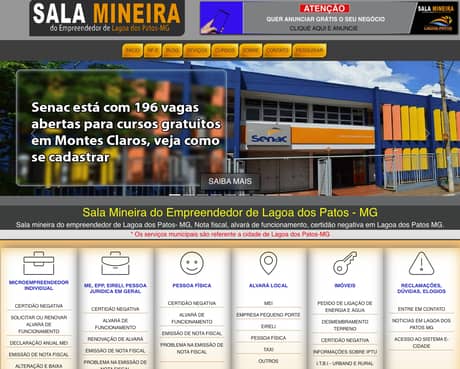 SALA MINEIRA
do Empreendedor de Lagoa dos Patos-MG
ATENÇÃO
QUER ANUNCIAR GRÁTIS O SEU NEGÓCIO
CLIQUE AQUI E ANUNCIE
SALA MINEIRA
LAGOA PATOS
INICIO
NF-E
BLOG
SERVIÇOS
CURSOS
SOBRE
CONTATO
PESQUISAR
Senac está com 196 vagas
abertas para cursos gratuitos
em Montes Claros, veja como
se cadastrar
Senac
SAIBA MAIS
Sala Mineira do Empreendedor de Lagoa dos Patos - MG
Sala mineira do empreendedor de Lagoa dos Patos- MG, Nota fiscal, alvará de funcionamento, certidão negativa em Lagoa dos Patos MG.
* Os serviços municipais são referente a cidade de Lagoa dos Patos-MG
MICROEMPREENDEDOR
INDIVIDUAL
CERTIDÃO NEGATIVA
SOLICITAR OU RENOVAR
ALVARÁ DE
FUNCIONAMENTO
DECLARAÇÃO ANUAL MEI
EMISSÃO DE NOTA FISCAL
ALTERAÇÃO E BAIXA
ME, EPP, EIRELI, PESSOA
JURIDICA EM GERAL
CERTIDÃO NEGATIVA
ALVARÁ DE
FUNCIONAMENTO
RENOVAÇÃO DE ALVARÁ
EMISSÃO DE NOTA FISCAL
PROBLEMA NA EMISSÃO DE
NOTA FISCAL
PESSOA FÍSICA
CERTIDÃO NEGATIVA
ALVARÁ DE
FUNCIONAMENTO
EMISSÃO DE NOTA FISCAL
PROBLEMA NA EMISSÃO DE
NOTA FISCAL
ALVARÁ LOCAL
MEI
EMPRESA PEQUENO PORTE
EIRELI
PESSOA FÍSICA
TAXI
OUTROS
IMÓVEIS
PEDIDO DE LIGAÇÃO DE
ENERGIA E ÁGUA
DESMEMBRAMENTO
TERRENO
CERTIDÃO NEGATIVA
INFORMAÇÕES SOBRE IPTU
I.T.B.I - URBANO E RURAL
RECLAMAÇÕES,
DÚVIDAS, ELOGIOS
ENTRE EM CONTATO
NOTICIAS EM LAGOA DOS
PATOS MG
ACESSO AO SISTEMA E-
CIDADE